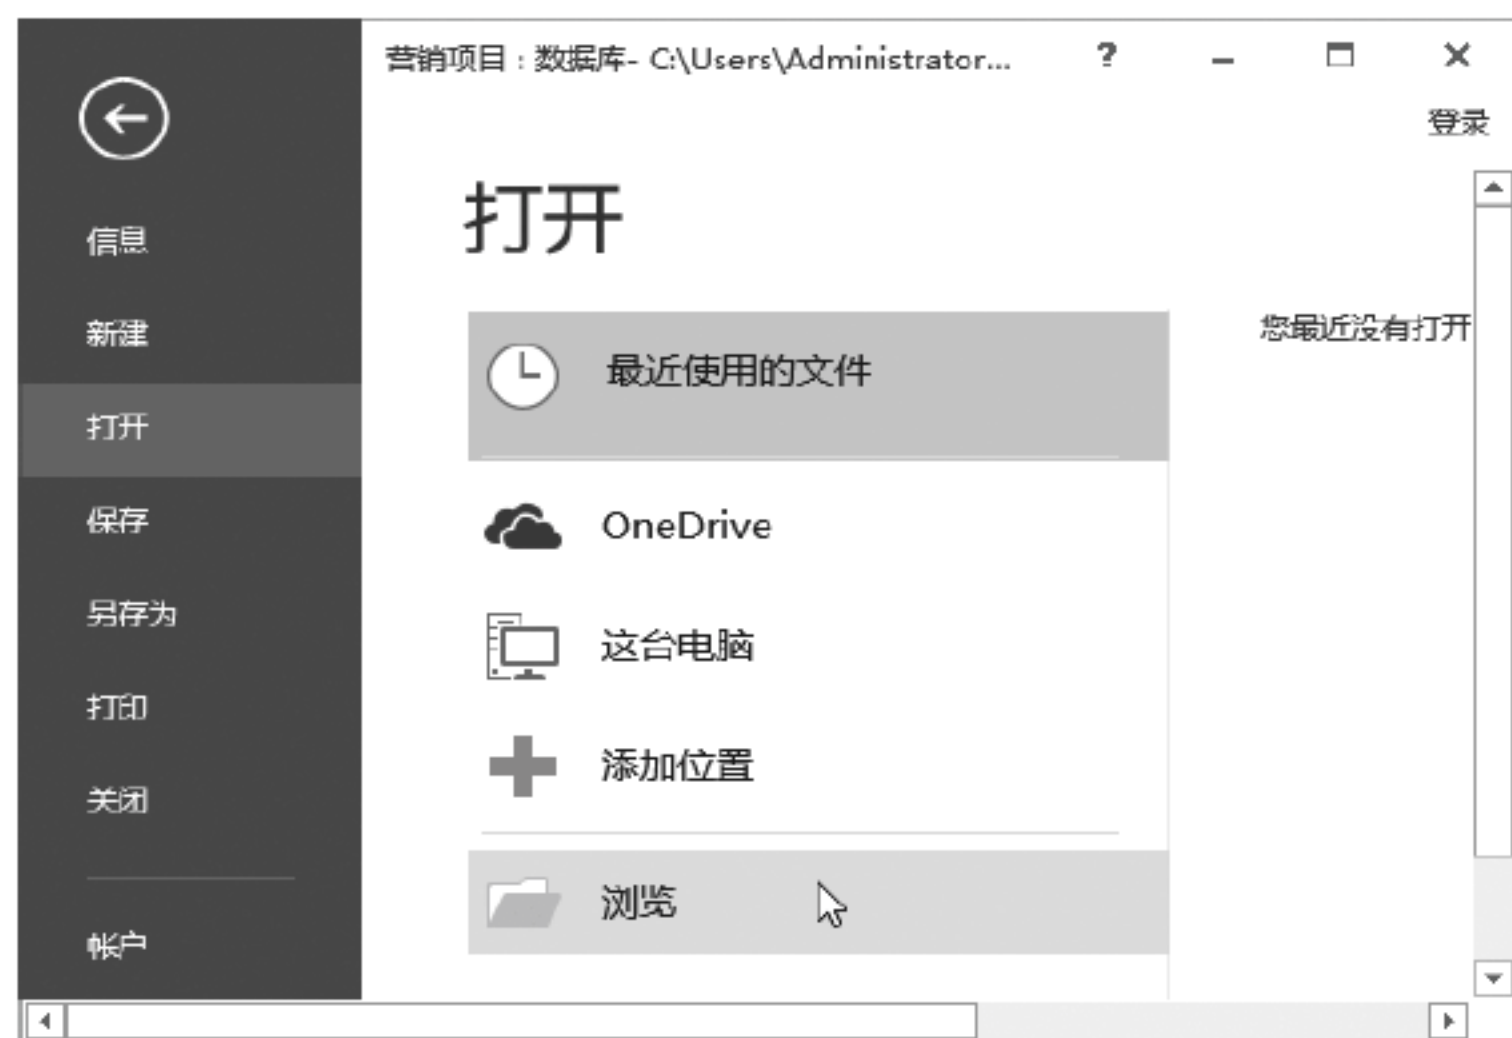 营销项目：数据库- C:\Users\Administrator...
?
登录
信息
新建
打开
保存
另存为
打印
关闭
帐户
打开
最近使用的文件
OneDrive
这台电脑
添加位置
浏览
您最近没有打开